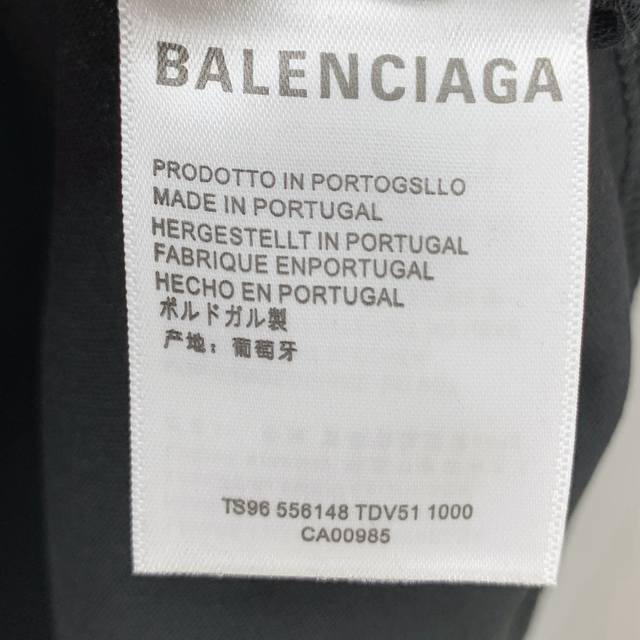 BALENCIAGA
PRODOTTO IN PORTOGSLLO
MADE IN PORTUGAL
HERGESTELLT IN PORTUGAL
FABRIQUE ENPORTUGAL
HECHO EN PORTUGAL
ポルドガル製
产地：葡萄牙
TS96 556148 TDV51 1000
CA00985